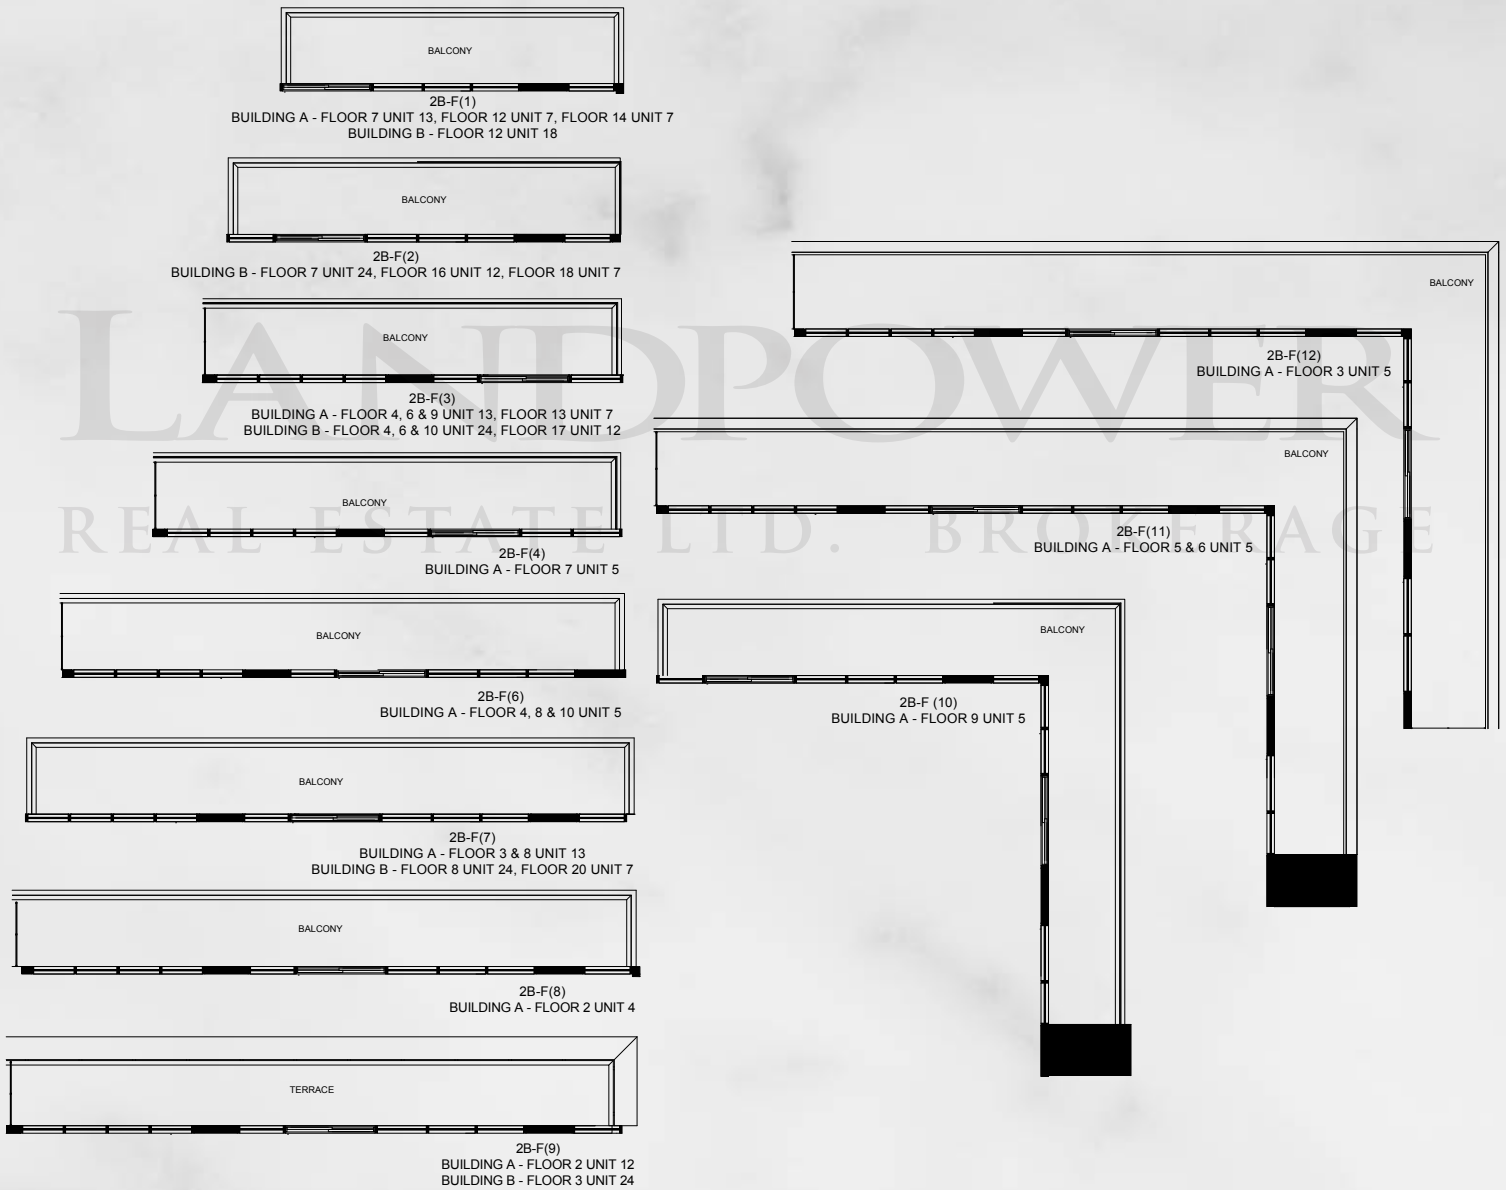 BALCONY
2B-F(1)
BUILDING A - FLOOR 7 UNIT 13, FLOOR 12 UNIT 7, FLOOR 14 UNIT 7
BUILDING B - FLOOR 12 UNIT 18
BALCONY
2B-F(2)
BUILDING B - FLOOR 7 UNIT 24, FLOOR 16 UNIT 12, FLOOR 18 UNIT 7
BALCONY
2B-F(3)
BUILDING A - FLOOR 4, 6 & 9 UNIT 13, FLOOR 13 UNIT 7
BUILDING B - FLOOR 4, 6 & 10 UNIT 24, FLOOR 17 UNIT 12
BALCONY
2B-F(4)
BUILDING A - FLOOR 7 UNIT 5
BALCONY
2B-F(6)
BUILDING A - FLOOR 4, 8 & 10 UNIT 5
BALCONY
2B-F(7)
BUILDING A - FLOOR 3 & 8 UNIT 13
BUILDING B - FLOOR 8 UNIT 24, FLOOR 20 UNIT 7
BALCONY
2B-F(8)
BUILDING A - FLOOR 2 UNIT 4
TERRACE
2B-F(9)
BUILDING A - FLOOR 2 UNIT 12
BUILDING B - FLOOR 3 UNIT 24
BALCONY
2B-F(12)
BUILDING A - FLOOR 3 UNIT 5
BALCONY
2B-F(11)
BUILDING A - FLOOR 5 & 6 UNIT 5
BALCONY
2B-F (10)
BUILDING A - FLOOR 9 UNIT 5
LANDPOWER
REAL ESTATE LTD. BROKERAGE